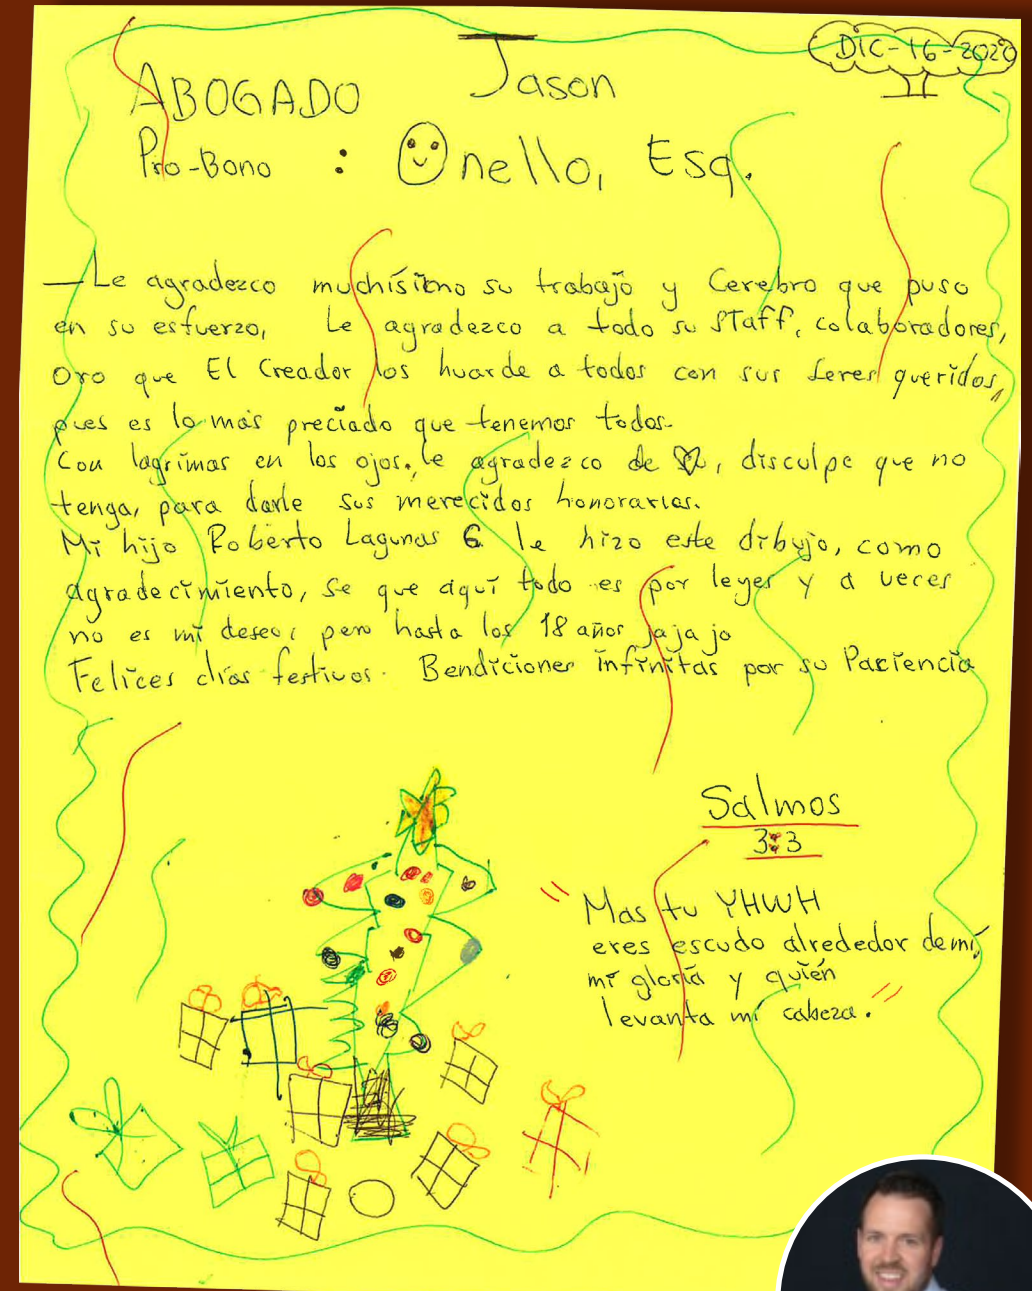 DIC-16-2020
ABOGADO Jason
Pro-Bono : Onello, Esq.
— Le agradezco muchísimo su trabajo y Cerebro que puso
en su esfuerzo, Le agradezco a todo su STaff, colaboradores,
oro que El Creador los huarde a todos con sus seres queridos,
pues es lo más preciado que tenemos todos.
Con lagrimas en los ojos, le agradezco de ♡, disculpe que no
tenga, para darle sus merecidos honorarios.
Mi hijo Roberto Lagunas G. le hizo este dibujo, como
agradecimiento, se que aquí todo es por leyes y a veces
no es mi deseo, pero hasta los 18 años jajaja
Felices días festivos. Bendiciones infinitas por su Paciencia
Salmos
3:3
"Mas tu YHWH
eres escudo alrededor de mí,
mi gloria y quién
levanta mi cabeza."